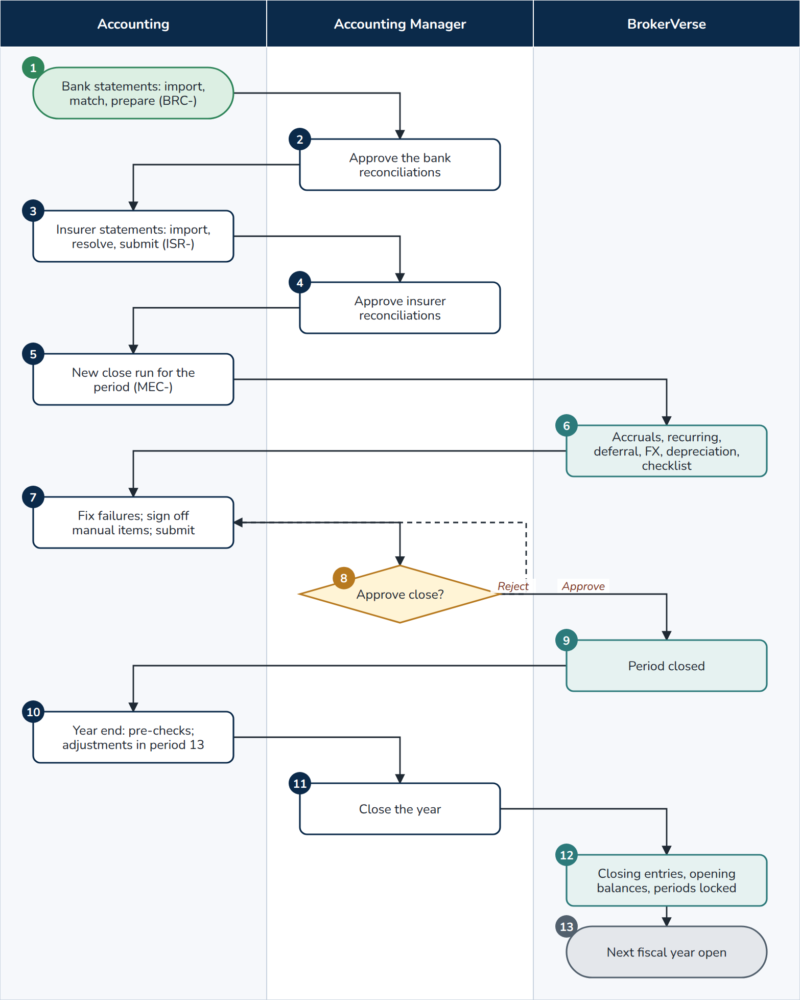 Accounting
Accounting Manager
BrokerVerse
1
Bank statements: import,
match, prepare (BRC-)
2
Approve the bank
reconciliations
3
Insurer statements: import,
resolve, submit (ISR-)
4
Approve insurer
reconciliations
5
New close run for the
period (MEC-)
6
Accruals, recurring,
deferral, FX, depreciation,
checklist
7
Fix failures; sign off
manual items; submit
8
Approve close?
Reject
Approve
9
Period closed
10
Year end: pre-checks;
adjustments in period 13
11
Close the year
12
Closing entries, opening
balances, periods locked
13
Next fiscal year open